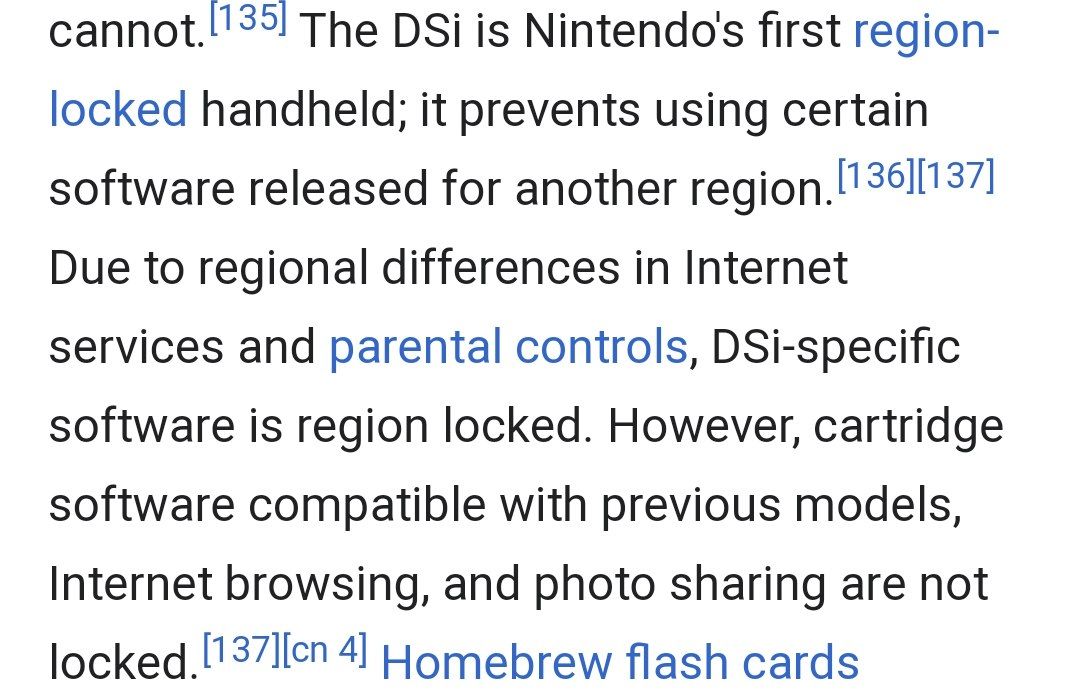 cannot.[135] The DSi is Nintendo's first region-
locked handheld; it prevents using certain
software released for another region.[136][137]
Due to regional differences in Internet
services and parental controls, DSi-specific
software is region locked. However, cartridge
software compatible with previous models,
Internet browsing, and photo sharing are not
locked.[137][cn 4] Homebrew flash cards